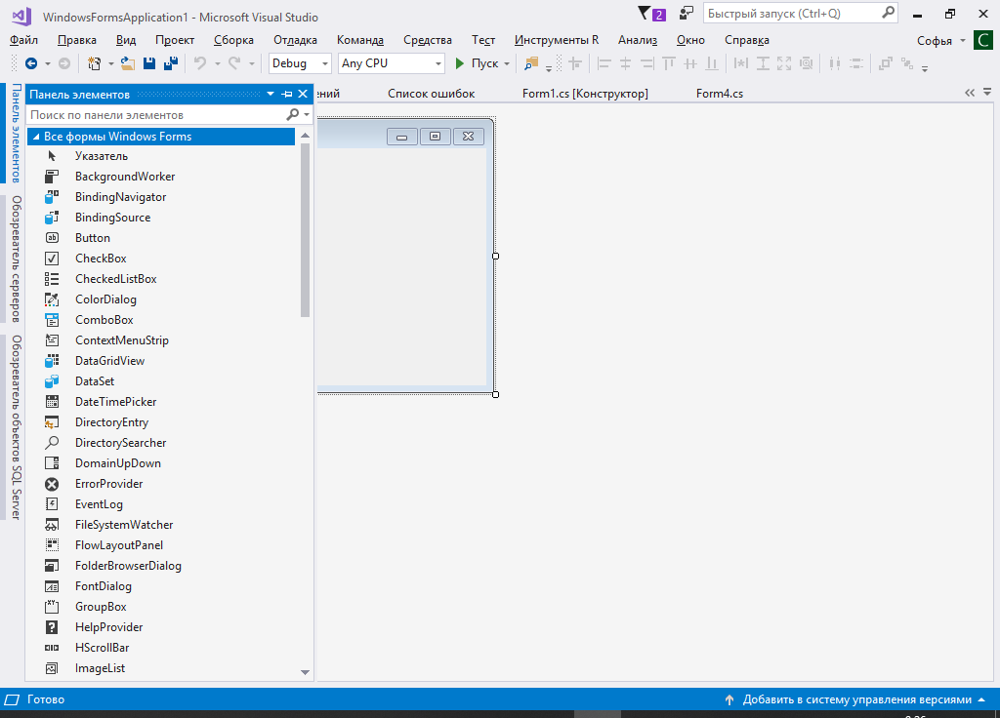 WindowsFormsApplication1 - Microsoft Visual Studio
2
Быстрый запуск (Ctrl+Q)
Файл Правка Вид Проект Сборка Отладка Команда Средства Тест Инструменты R Анализ Окно Справка
Софья
C
Debug Any CPU Пуск
Панель элементов
Обозреватель серверов
Обозреватель объектов SQL Server
Панель элементов
ений Список ошибок Form1.cs [Конструктор] Form4.cs
Поиск по панели элементов
Все формы Windows Forms
Указатель
BackgroundWorker
BindingNavigator
BindingSource
ab Button
CheckBox
CheckedListBox
ColorDialog
ComboBox
ContextMenuStrip
DataGridView
DataSet
DateTimePicker
DirectoryEntry
DirectorySearcher
DomainUpDown
ErrorProvider
EventLog
FileSystemWatcher
FlowLayoutPanel
FolderBrowserDialog
FontDialog
GroupBox
HelpProvider
HScrollBar
ImageList
Готово
Добавить в систему управления версиями